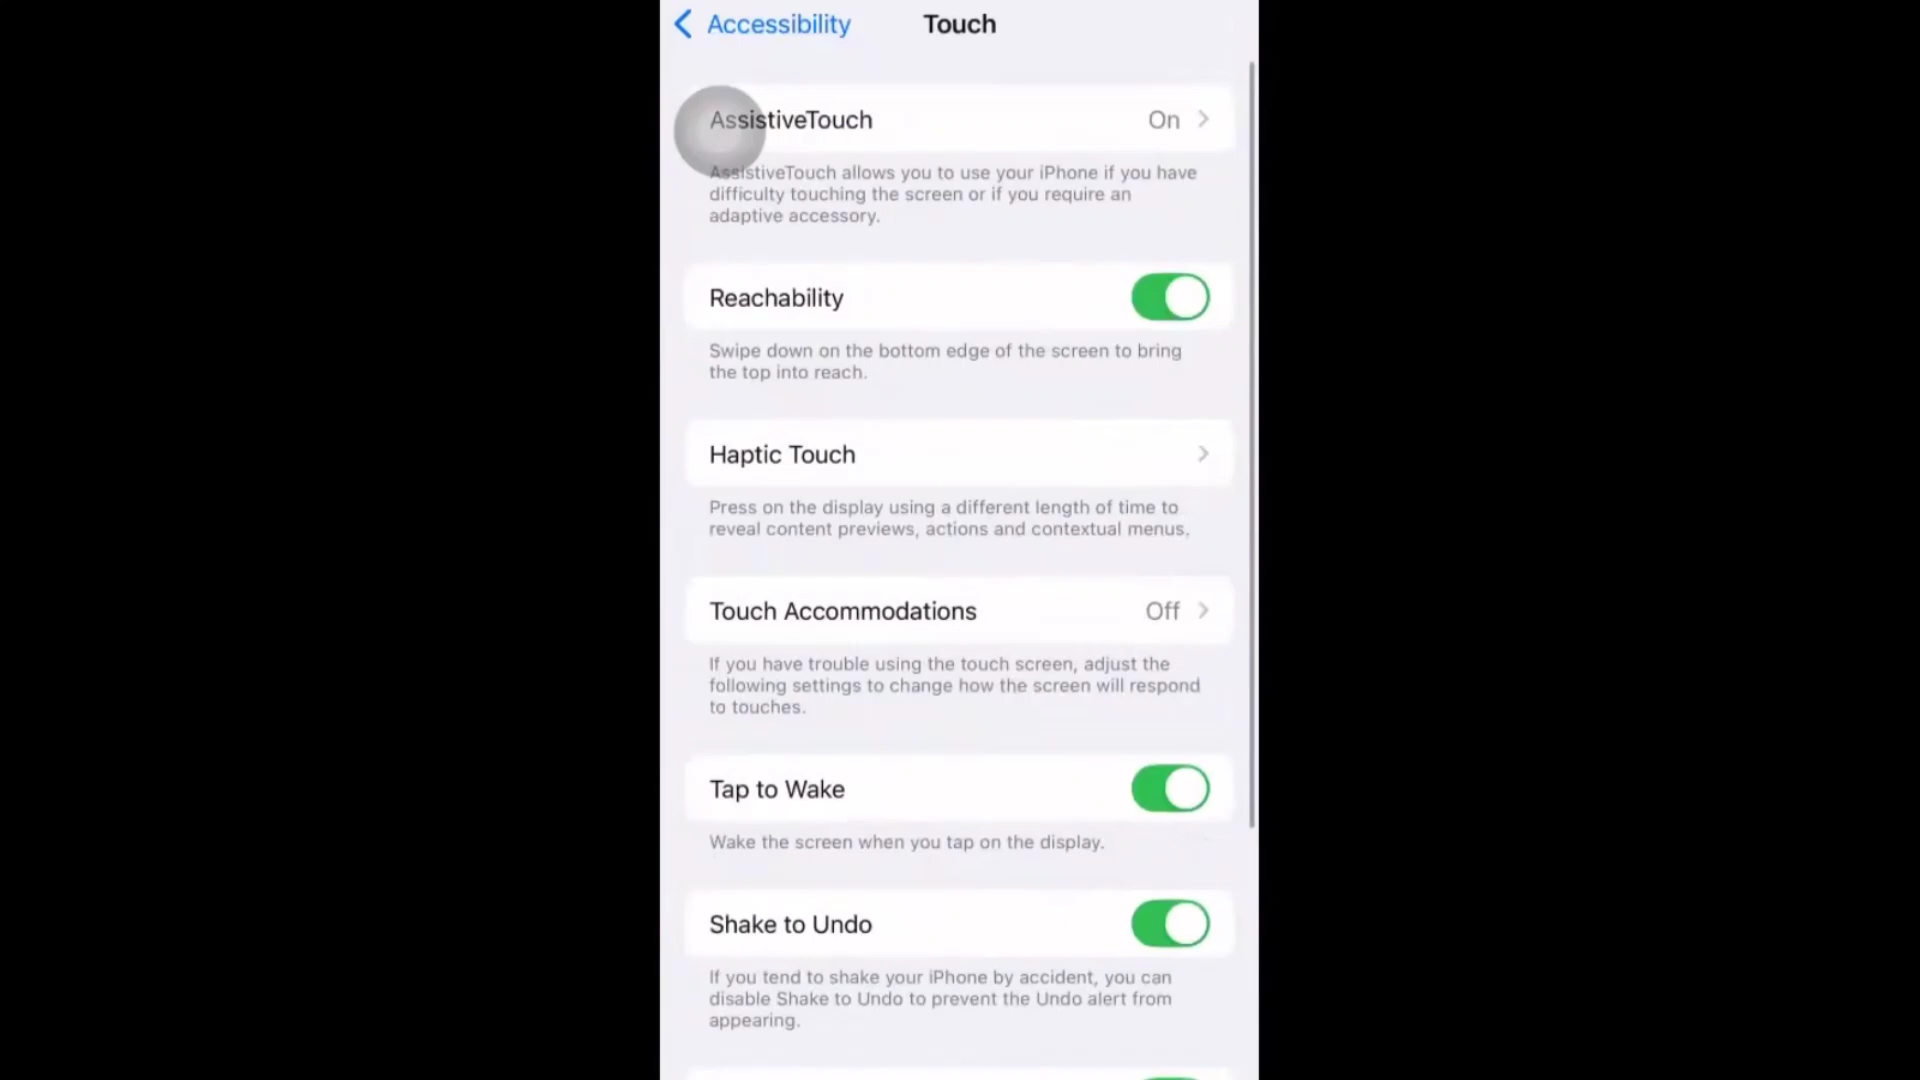 Accessibility
Touch
AssistiveTouch
On
AssistiveTouch allows you to use your iPhone if you have
difficulty touching the screen or if you require an
adaptive accessory.
Reachability
Swipe down on the bottom edge of the screen to bring
the top into reach.
Haptic Touch
Press on the display using a different length of time to
reveal content previews, actions and contextual menus.
Touch Accommodations
Off
If you have trouble using the touch screen, adjust the
following settings to change how the screen will respond
to touches.
Tap to Wake
Wake the screen when you tap on the display.
Shake to Undo
If you tend to shake your iPhone by accident, you can
disable Shake to Undo to prevent the Undo alert from
appearing.